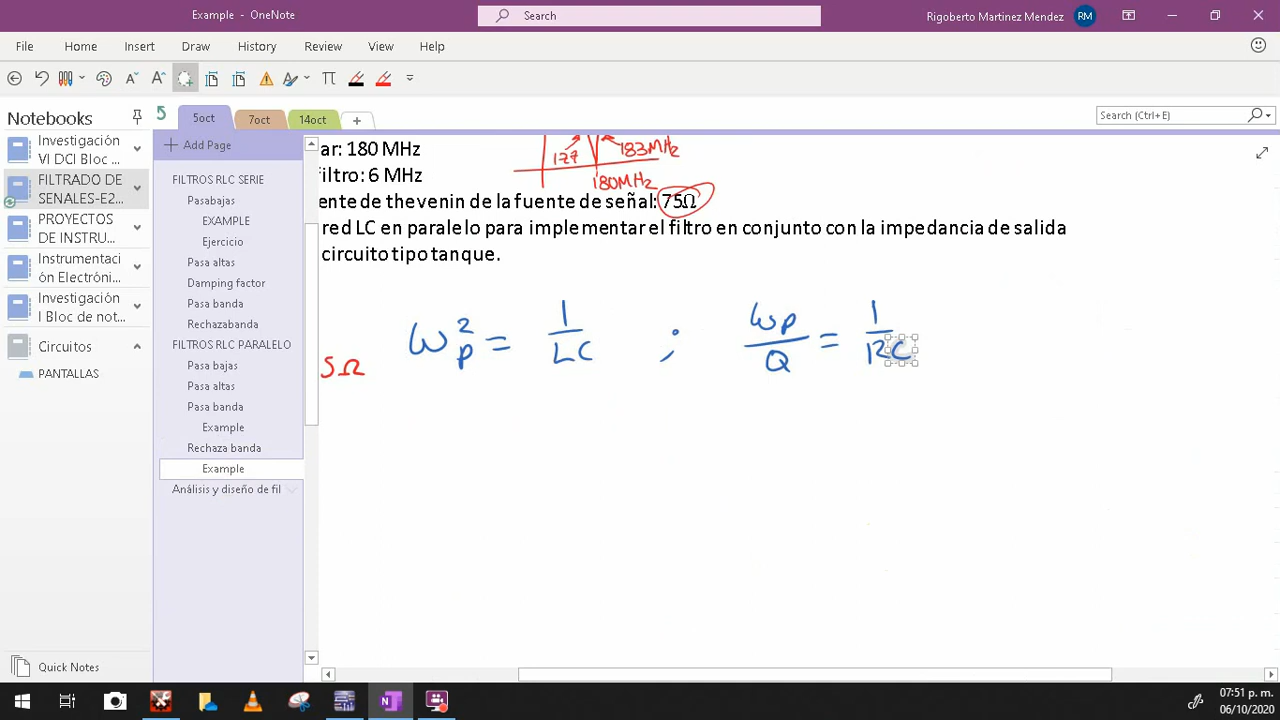 Example - OneNote
Search
Rigoberto Martinez Mendez RM
File Home Insert Draw History Review View Help
Notebooks
5oct 7oct 14oct +
Search (Ctrl+E)
Investigación VI DCI Bloc ...
FILTRADO DE SENALES-E2...
PROYECTOS DE INSTRU...
Instrumentación Electróni...
Investigación I Bloc de not...
Circuitos
PANTALLAS
Quick Notes
Add Page
FILTROS RLC SERIE
Pasabajas
EXAMPLE
Ejercicio
Pasa altas
Damping factor
Pasa banda
Rechazabanda
FILTROS RLC PARALELO
Pasa bajas
Pasa altas
Pasa banda
Example
Rechaza banda
Example
Análisis y diseño de fil
ar: 180 MHz
177 183MHz
filtro: 6 MHz
180MHz
ente de thevenin de la fuente de señal: 75Ω
red LC en paralelo para implementar el filtro en conjunto con la impedancia de salida
circuito tipo tanque.
ωp² = 1/LC ; ωp/Q = 1/RC
5Ω
07:51 p. m.
06/10/2020